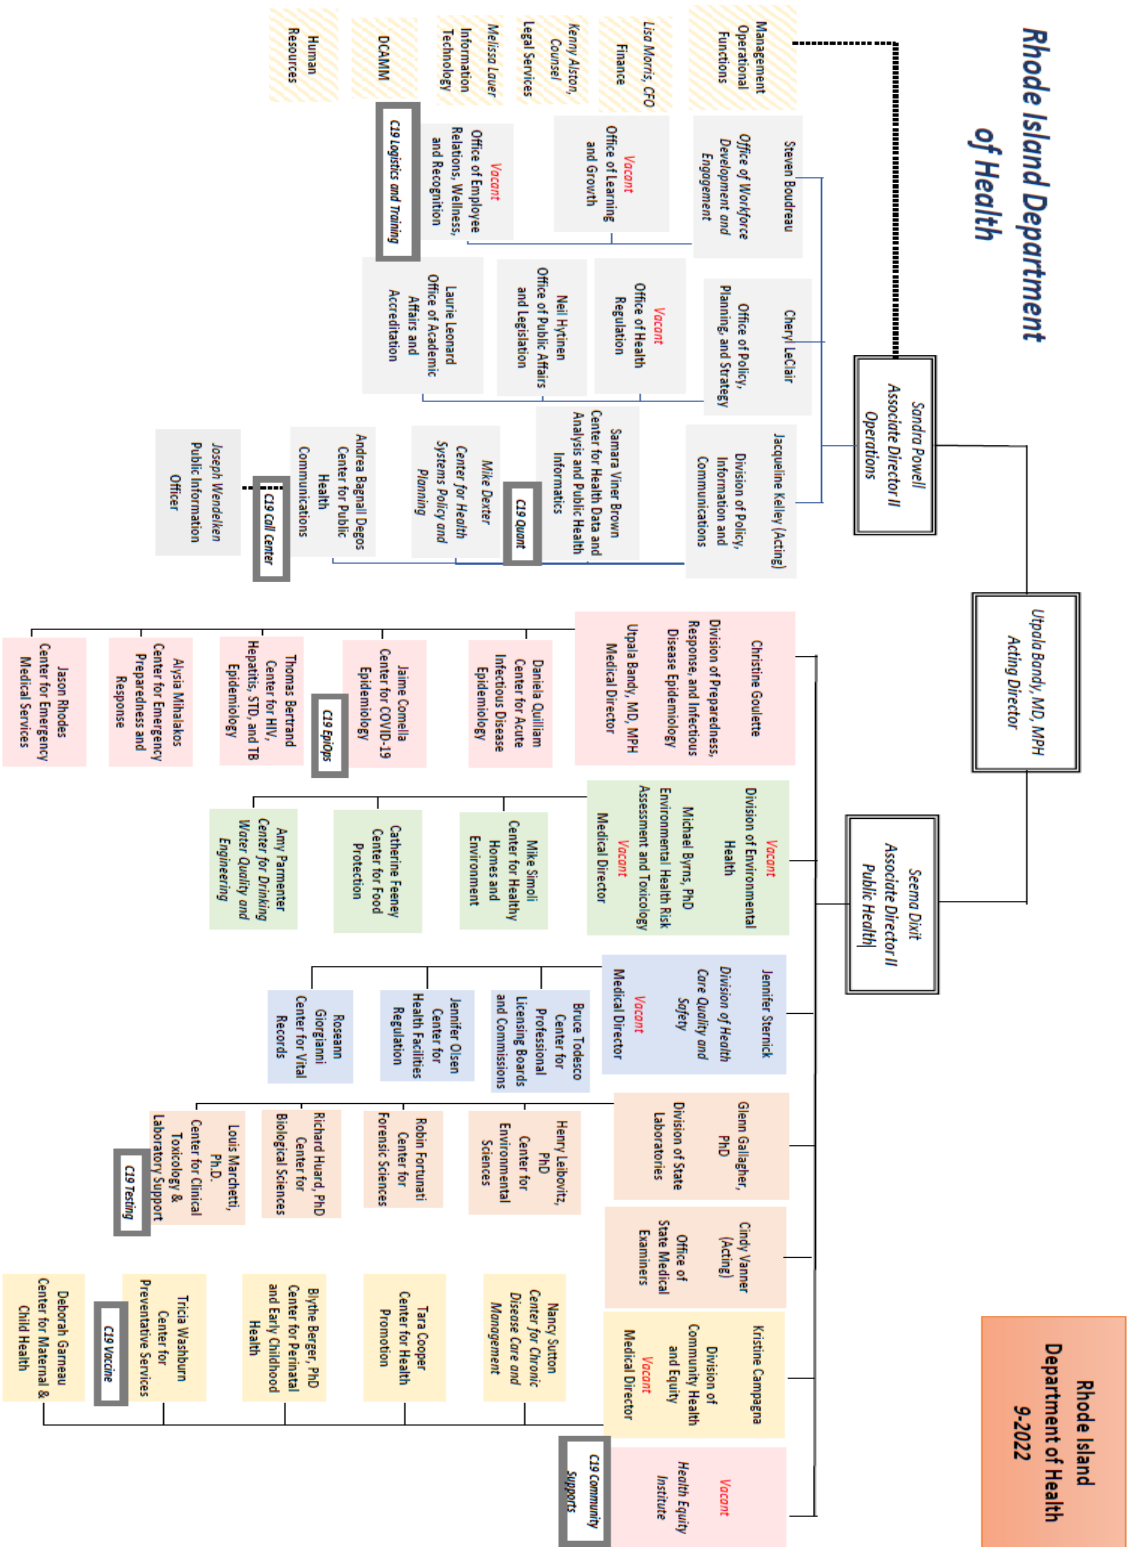 Rhode Island Department
of Health
Rhode Island
Department of Health
9-2022
Utpala Bandy, MD, MPH
Acting Director
Sandra Powell
Associate Director II
Operations
Seema Dixit
Associate Director II
Public Health
Management
Operational
Functions
Lisa Morris, CFO
Finance
Kenny Alston,
Counsel
Legal Services
Melissa Lauer
Information
Technology
DCAMM
Human
Resources
Steven Boudreau
Office of Workforce
Development and
Engagement
Vacant
Office of Learning
and Growth
Vacant
Office of Employee
Relations, Wellness,
and Recognition
C19 Logistics and Training
Cheryl LeClair
Office of Policy,
Planning, and Strategy
Vacant
Office of Health
Regulation
Neil Hytinen
Office of Public Affairs
and Legislation
Laurie Leonard
Office of Academic
Affairs and
Accreditation
Jacqueline Kelley (Acting)
Division of Policy,
Information and
Communications
Samara Viner Brown
Center for Health Data and
Analysis and Public Health
Informatics
C19 Quant
Mike Dexter
Center for Health
Systems Policy and
Planning
Andrea Bagnall Degos
Center for Public
Health
Communications
C19 Call Center
Joseph Wendelken
Public Information
Officer
Christine Goulette
Division of Preparedness,
Response, and Infectious
Disease Epidemiology
Utpala Bandy, MD, MPH
Medical Director
Daniela Quilliam
Center for Acute
Infectious Disease
Epidemiology
Jaime Comella
Center for COVID-19
Epidemiology
C19 EpiOps
Thomas Bertrand
Center for HIV,
Hepatitis, STD, and TB
Epidemiology
Alysia Mihalakos
Center for Emergency
Preparedness and
Response
Jason Rhodes
Center for Emergency
Medical Services
Vacant
Division of Environmental
Health
Michael Byrns, PhD
Environmental Health Risk
Assessment and Toxicology
Vacant
Medical Director
Mike Simoli
Center for Healthy
Homes and
Environment
Catherine Feeney
Center for Food
Protection
Amy Parmenter
Center for Drinking
Water Quality and
Engineering
Jennifer Sternick
Division of Health
Care Quality and
Safety
Vacant
Medical Director
Bruce Todesco
Center for
Professional
Licensing Boards
and Commissions
Jennifer Olsen
Center for
Health Facilities
Regulation
Roseann
Giorgianni
Center for Vital
Records
Glenn Gallagher,
PhD
Division of State
Laboratories
Henry Leibovitz,
PhD
Center for
Environmental
Sciences
Robin Fortunati
Center for
Forensic Sciences
Richard Huard, PhD
Center for
Biological Sciences
Louis Marchetti,
Ph.D.
Center for Clinical
Toxicology &
Laboratory Support
C19 Testing
Cindy Vanner
(Acting)
Office of
State Medical
Examiners
Kristine Campagna
Division of
Community Health
and Equity
Vacant
Medical Director
Nancy Sutton
Center for Chronic
Disease Care and
Management
Tara Cooper
Center for Health
Promotion
Blythe Berger, PhD
Center for Perinatal
and Early Childhood
Health
Tricia Washburn
Center for
Preventative Services
C19 Vaccine
Deborah Garneau
Center for Maternal &
Child Health
Vacant
Health Equity
Institute
C19 Community
Supports